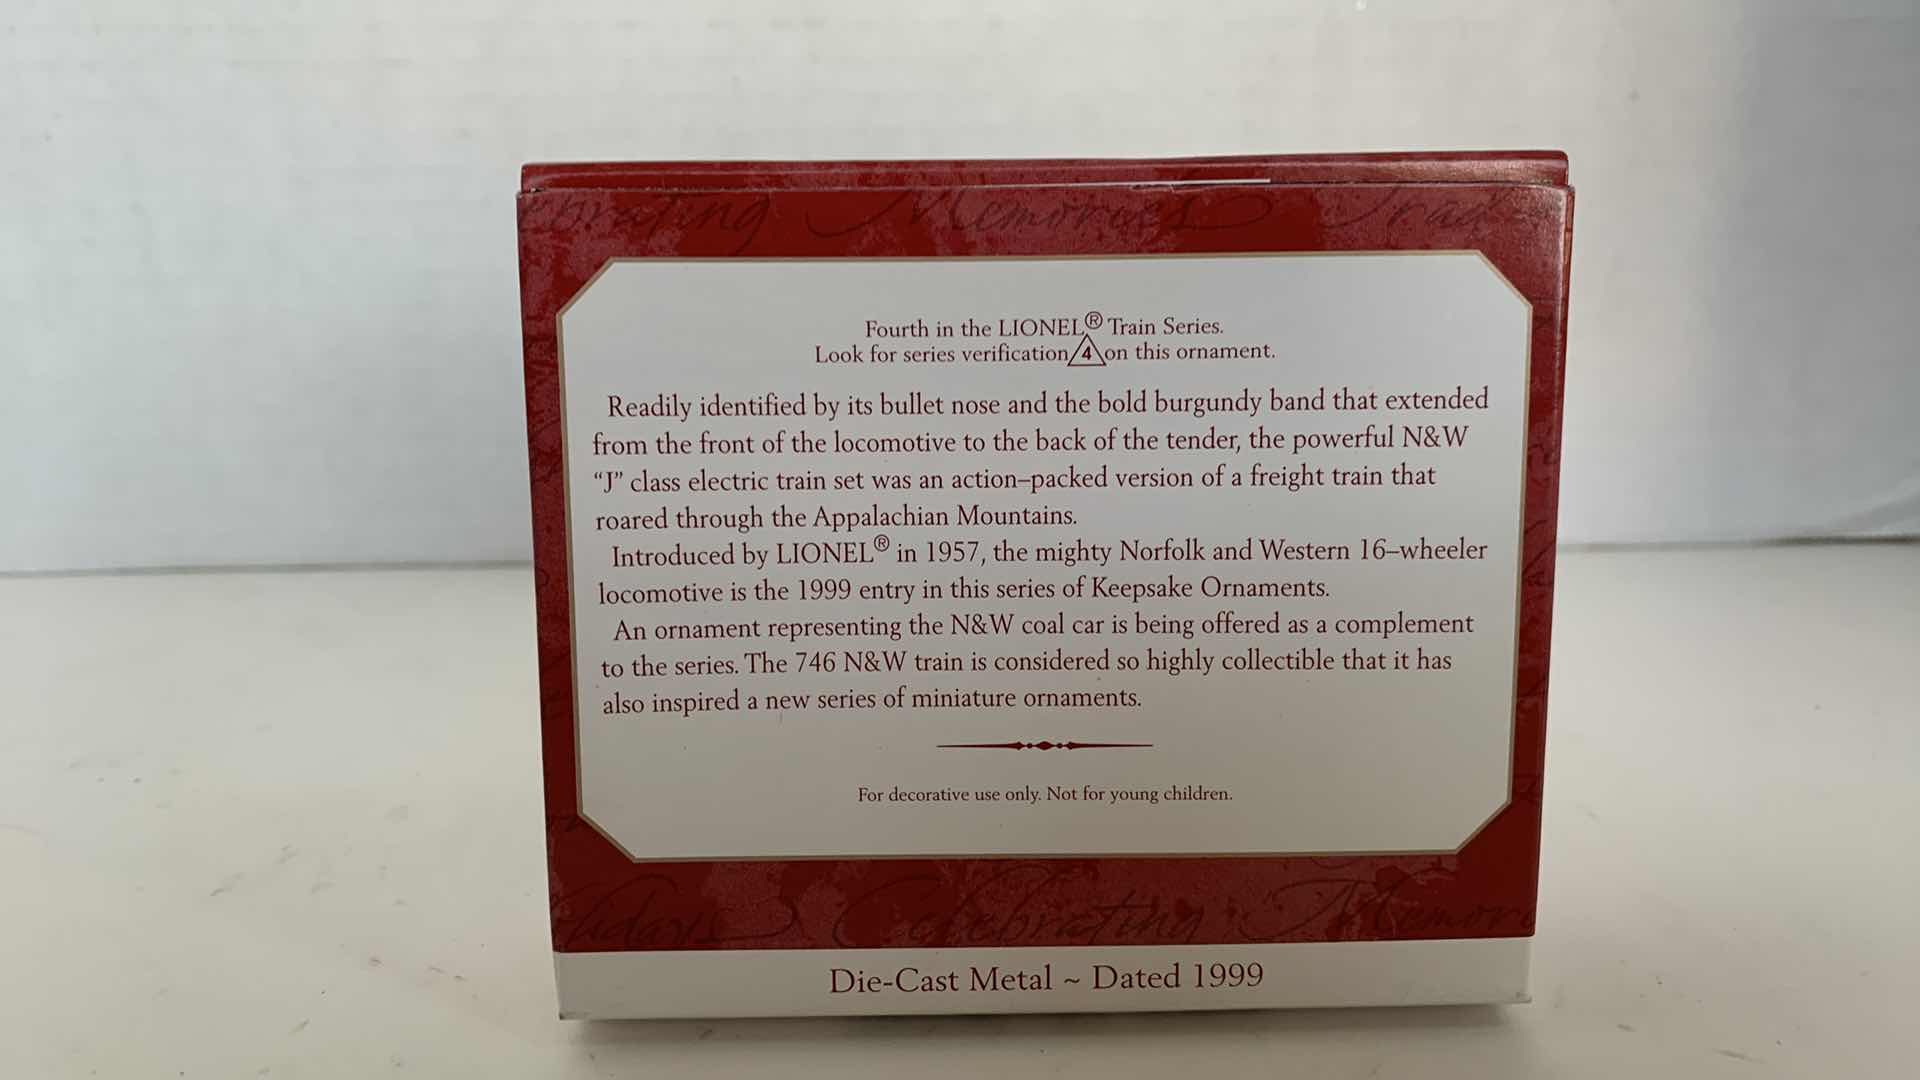 Celebrating Memories Trad
Fourth in the LIONEL® Train Series.
Look for series verification 4 on this ornament.
Readily identified by its bullet nose and the bold burgundy band that extended
from the front of the locomotive to the back of the tender, the powerful N&W
“J” class electric train set was an action–packed version of a freight train that
roared through the Appalachian Mountains.
Introduced by LIONEL® in 1957, the mighty Norfolk and Western 16–wheeler
locomotive is the 1999 entry in this series of Keepsake Ornaments.
An ornament representing the N&W coal car is being offered as a complement
to the series. The 746 N&W train is considered so highly collectible that it has
also inspired a new series of miniature ornaments.
For decorative use only. Not for young children.
lidays Celebrating Memori
Die-Cast Metal ~ Dated 1999